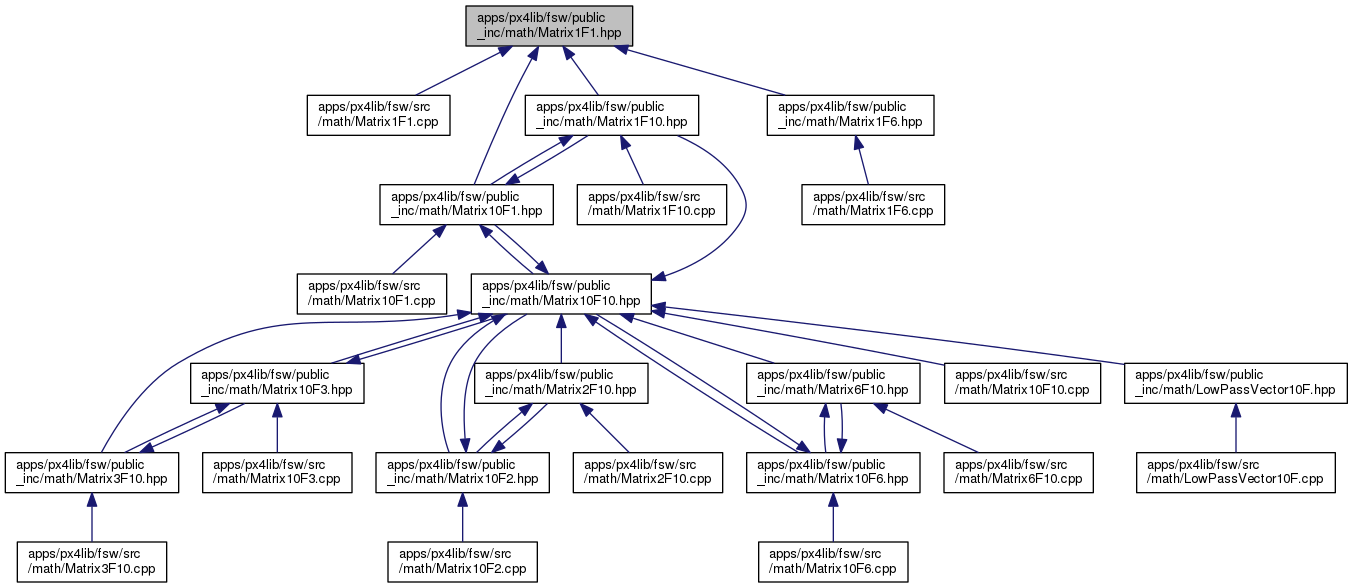 apps/px4lib/fsw/public
_inc/math/Matrix1F1.hpp
apps/px4lib/fsw/src
/math/Matrix1F1.cpp
apps/px4lib/fsw/public
_inc/math/Matrix1F10.hpp
apps/px4lib/fsw/public
_inc/math/Matrix1F6.hpp
apps/px4lib/fsw/public
_inc/math/Matrix10F1.hpp
apps/px4lib/fsw/src
/math/Matrix1F10.cpp
apps/px4lib/fsw/src
/math/Matrix1F6.cpp
apps/px4lib/fsw/src
/math/Matrix10F1.cpp
apps/px4lib/fsw/public
_inc/math/Matrix10F10.hpp
apps/px4lib/fsw/public
_inc/math/Matrix10F3.hpp
apps/px4lib/fsw/public
_inc/math/Matrix2F10.hpp
apps/px4lib/fsw/public
_inc/math/Matrix6F10.hpp
apps/px4lib/fsw/src
/math/Matrix10F10.cpp
apps/px4lib/fsw/public
_inc/math/LowPassVector10F.hpp
apps/px4lib/fsw/public
_inc/math/Matrix3F10.hpp
apps/px4lib/fsw/src
/math/Matrix10F3.cpp
apps/px4lib/fsw/public
_inc/math/Matrix10F2.hpp
apps/px4lib/fsw/src
/math/Matrix2F10.cpp
apps/px4lib/fsw/public
_inc/math/Matrix10F6.hpp
apps/px4lib/fsw/src
/math/Matrix6F10.cpp
apps/px4lib/fsw/src
/math/LowPassVector10F.cpp
apps/px4lib/fsw/src
/math/Matrix3F10.cpp
apps/px4lib/fsw/src
/math/Matrix10F2.cpp
apps/px4lib/fsw/src
/math/Matrix10F6.cpp